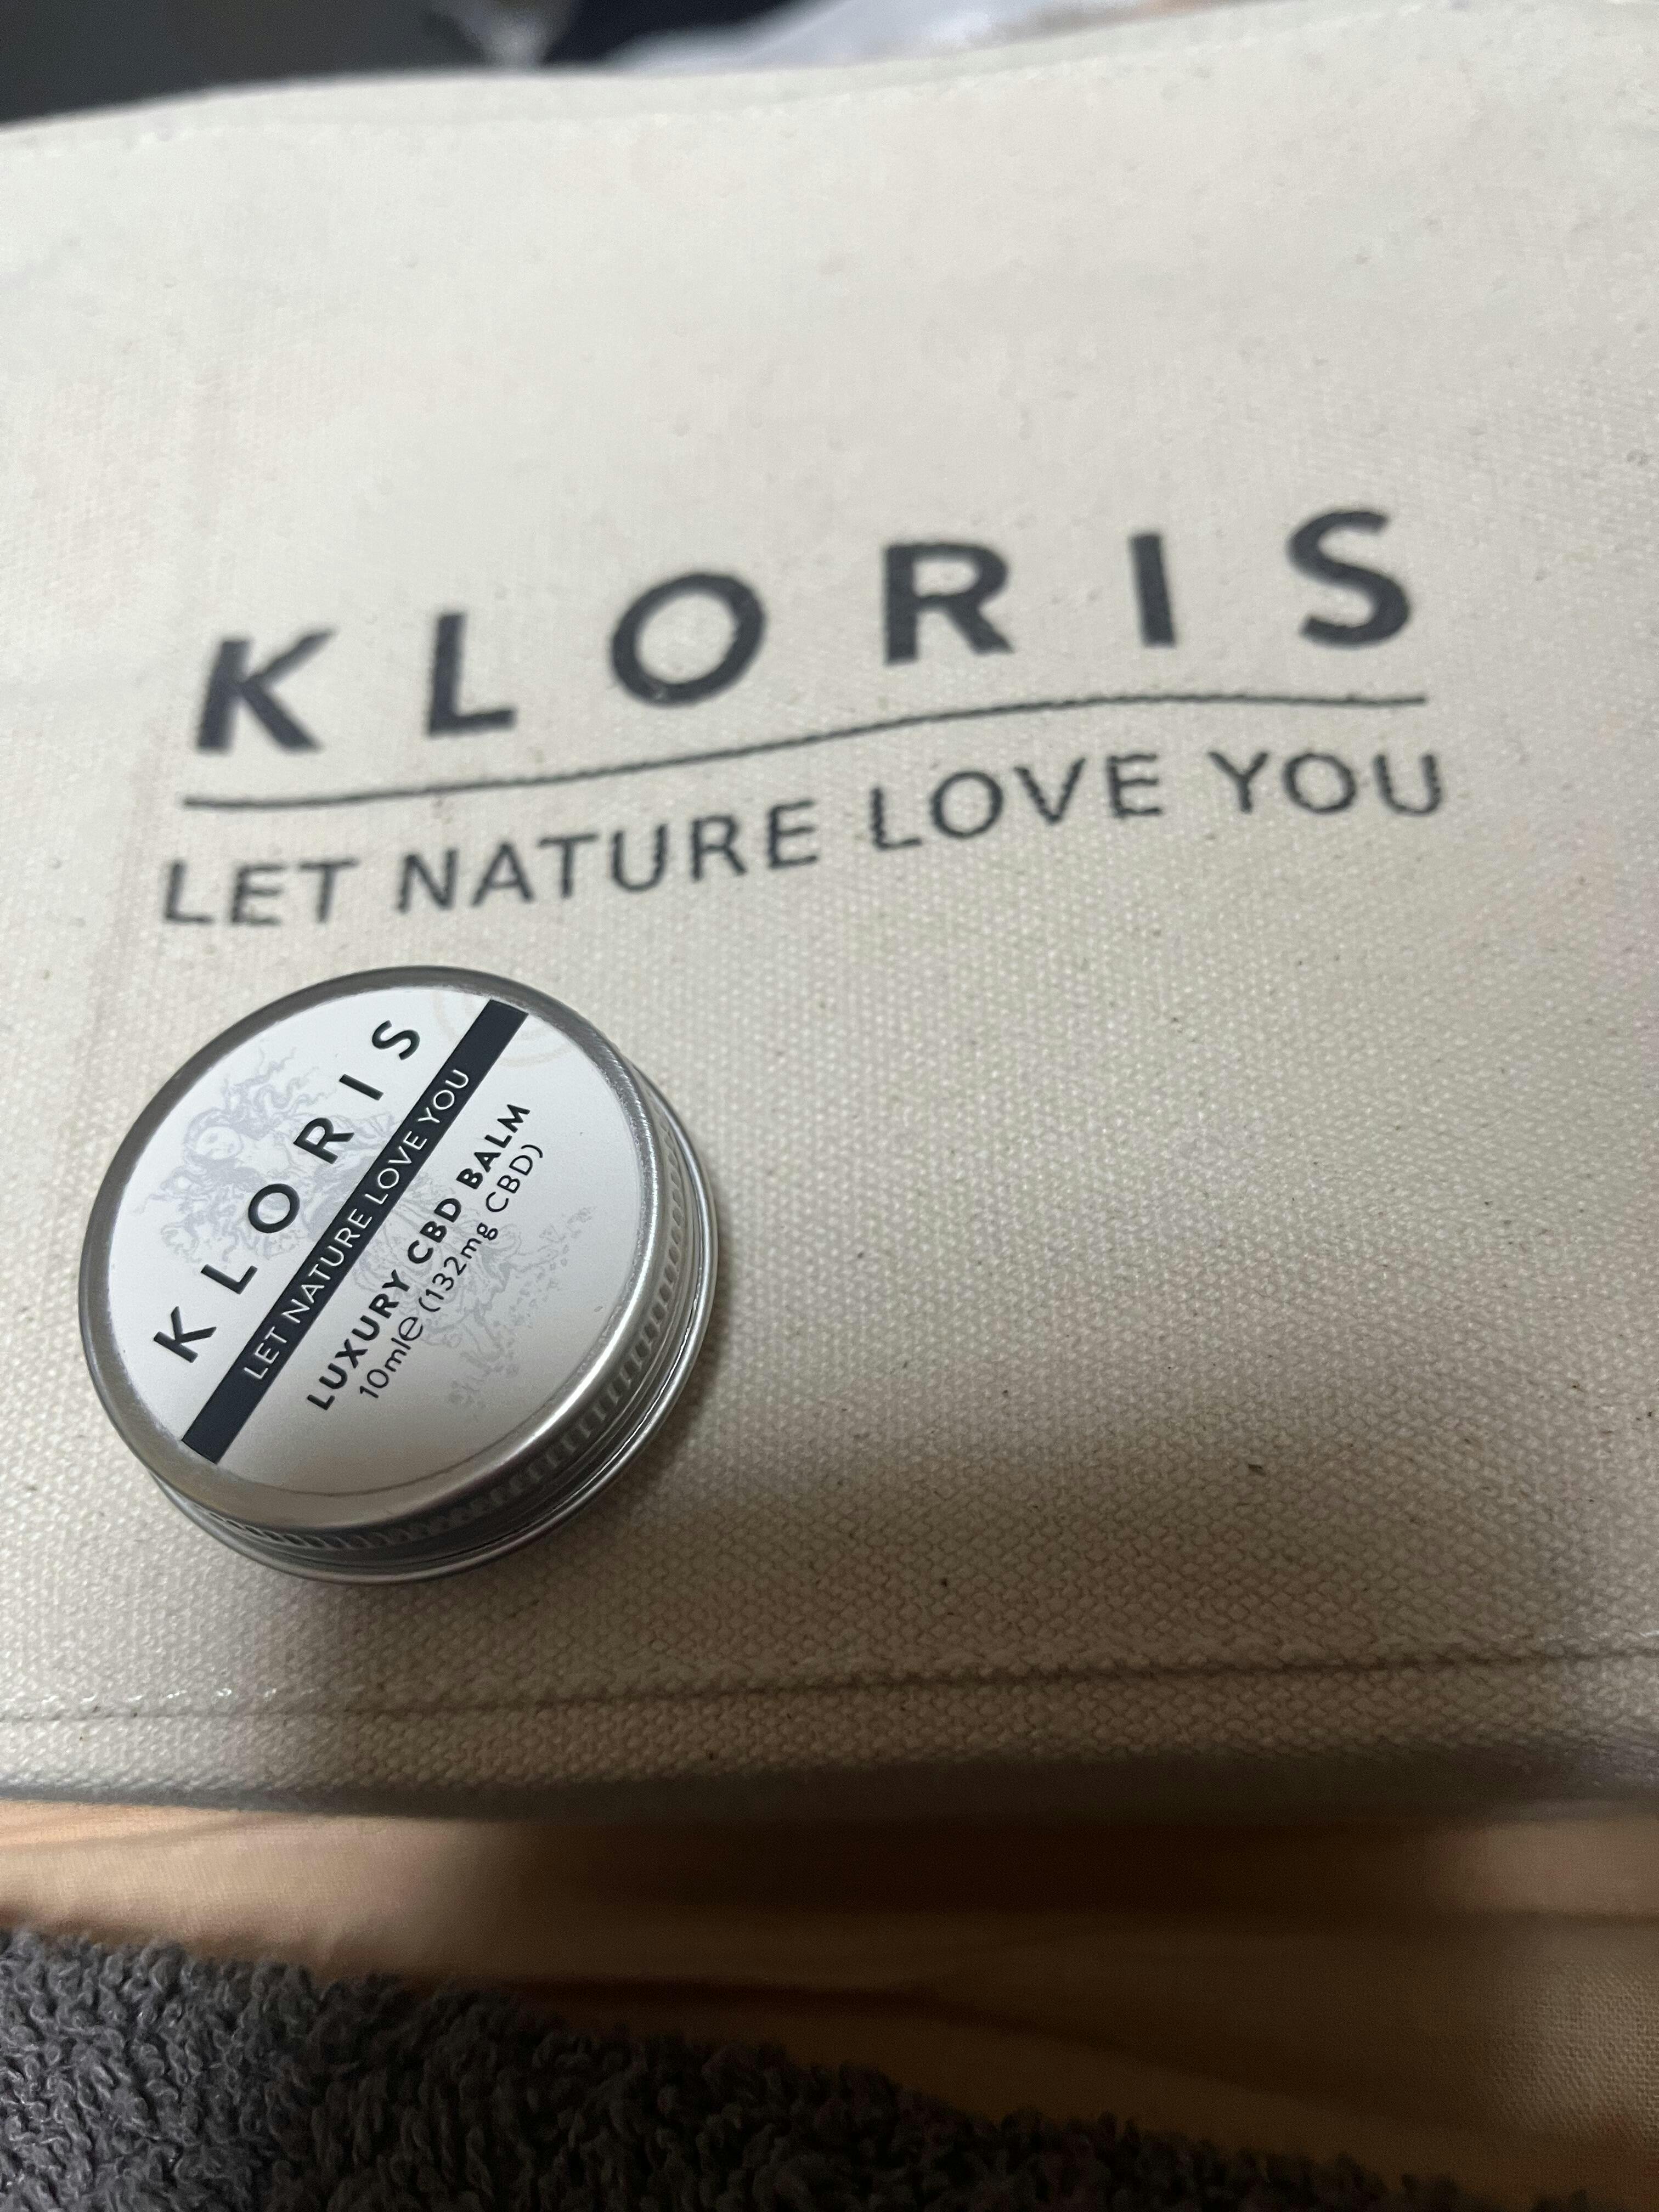 KLORIS
LET NATURE LOVE YOU
KLORIS
LET NATURE LOVE YOU
LUXURY CBD BALM
10ml℮ (132mg CBD)